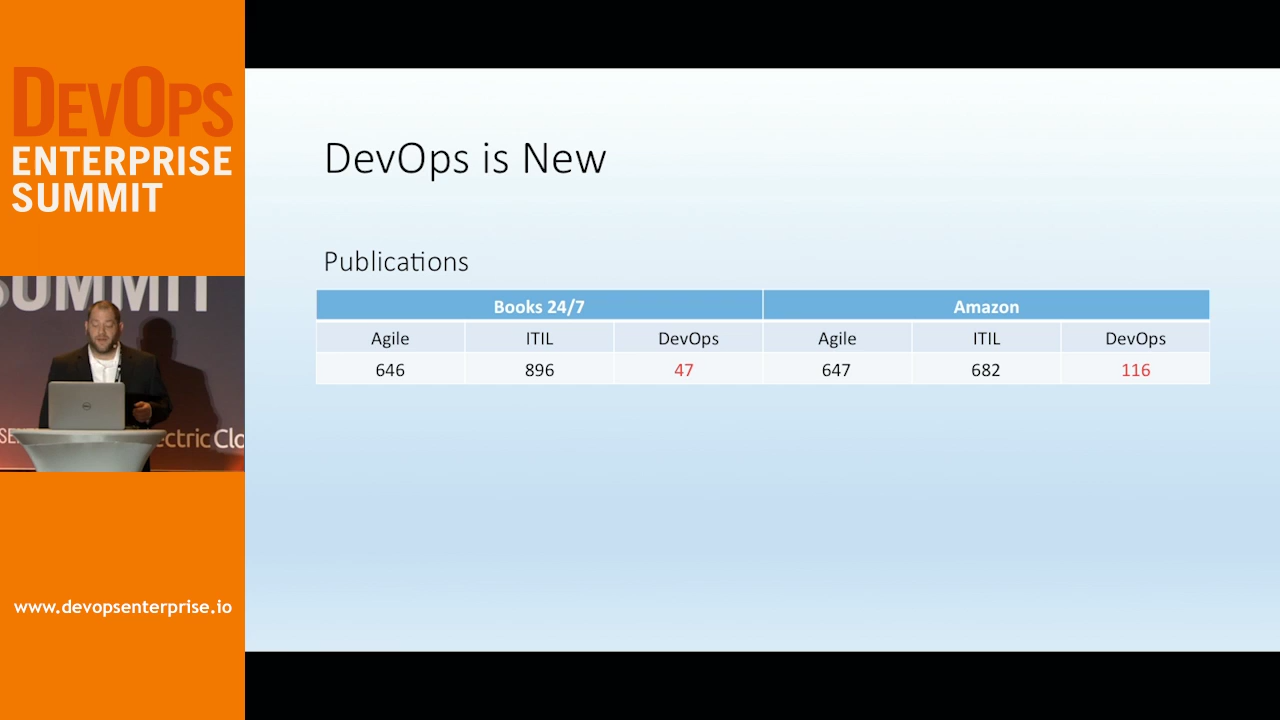 DEVOPS
ENTERPRISE
SUMMIT
SUMMIT
ectric Clo
www.devopsenterprise.io
DevOps is New
Publications
Books 24/7 Amazon
Agile ITIL DevOps Agile ITIL DevOps
646 896 47 647 682 116